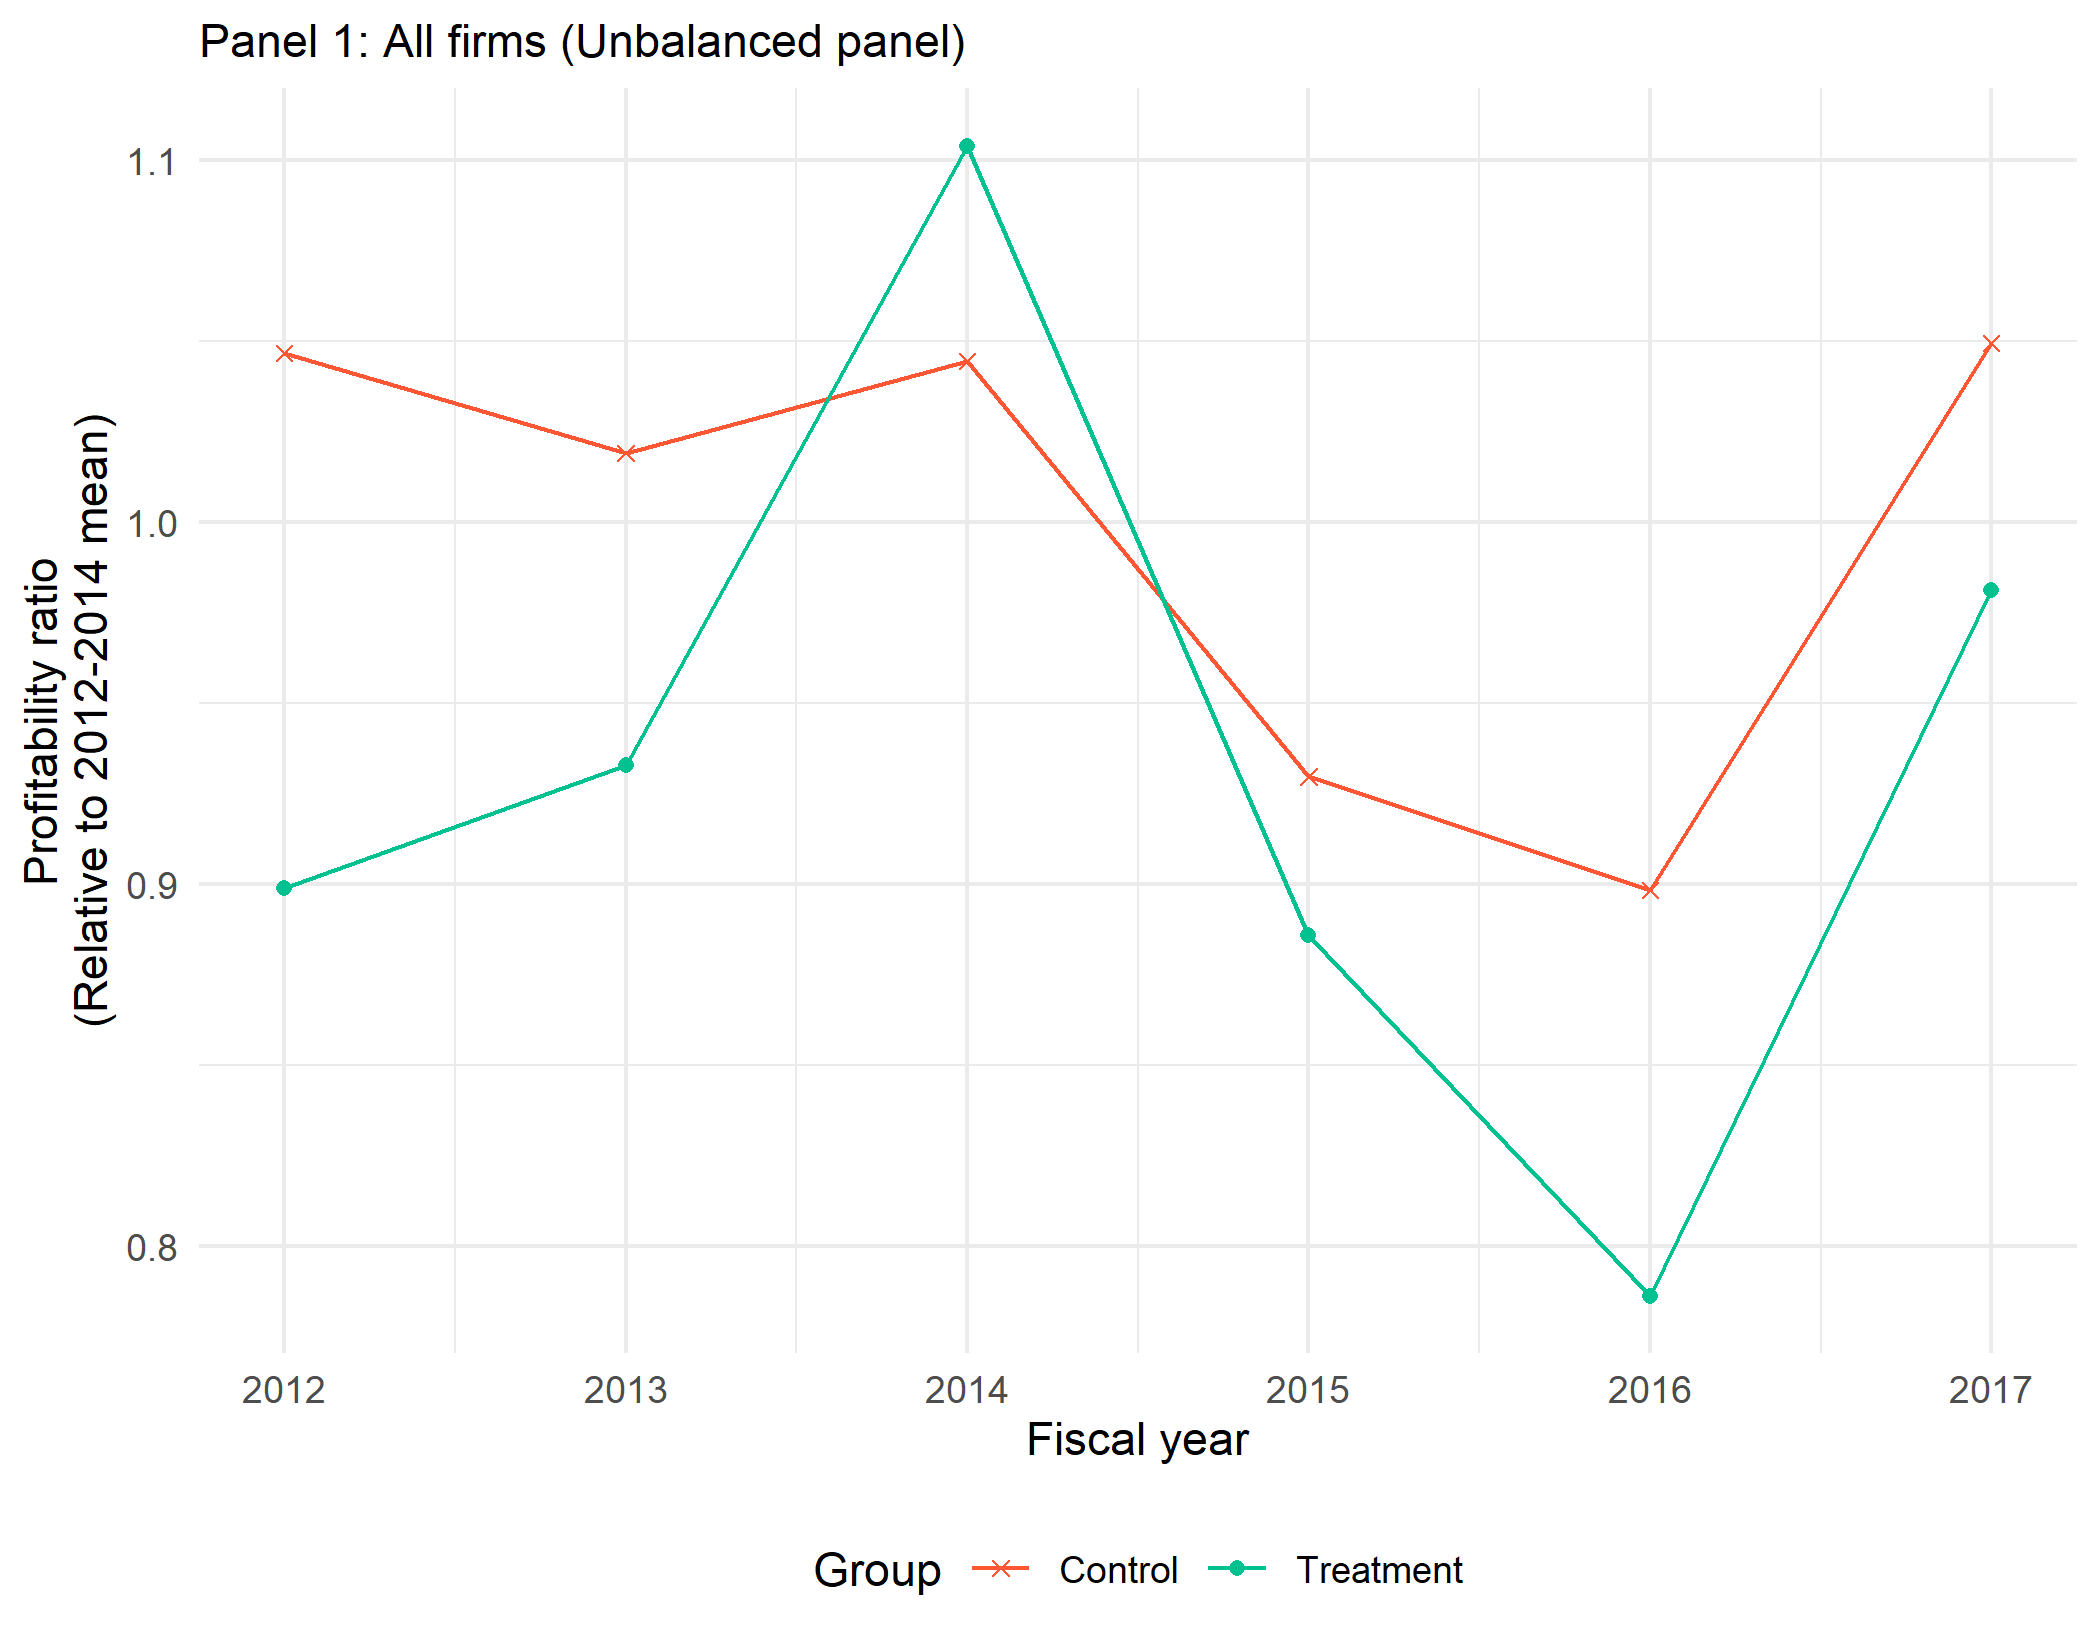 Panel 1: All firms (Unbalanced panel)
Profitability ratio
(Relative to 2012-2014 mean)
1.1
1.0
0.9
0.8
2012 2013 2014 2015 2016 2017
Fiscal year
Group Control Treatment